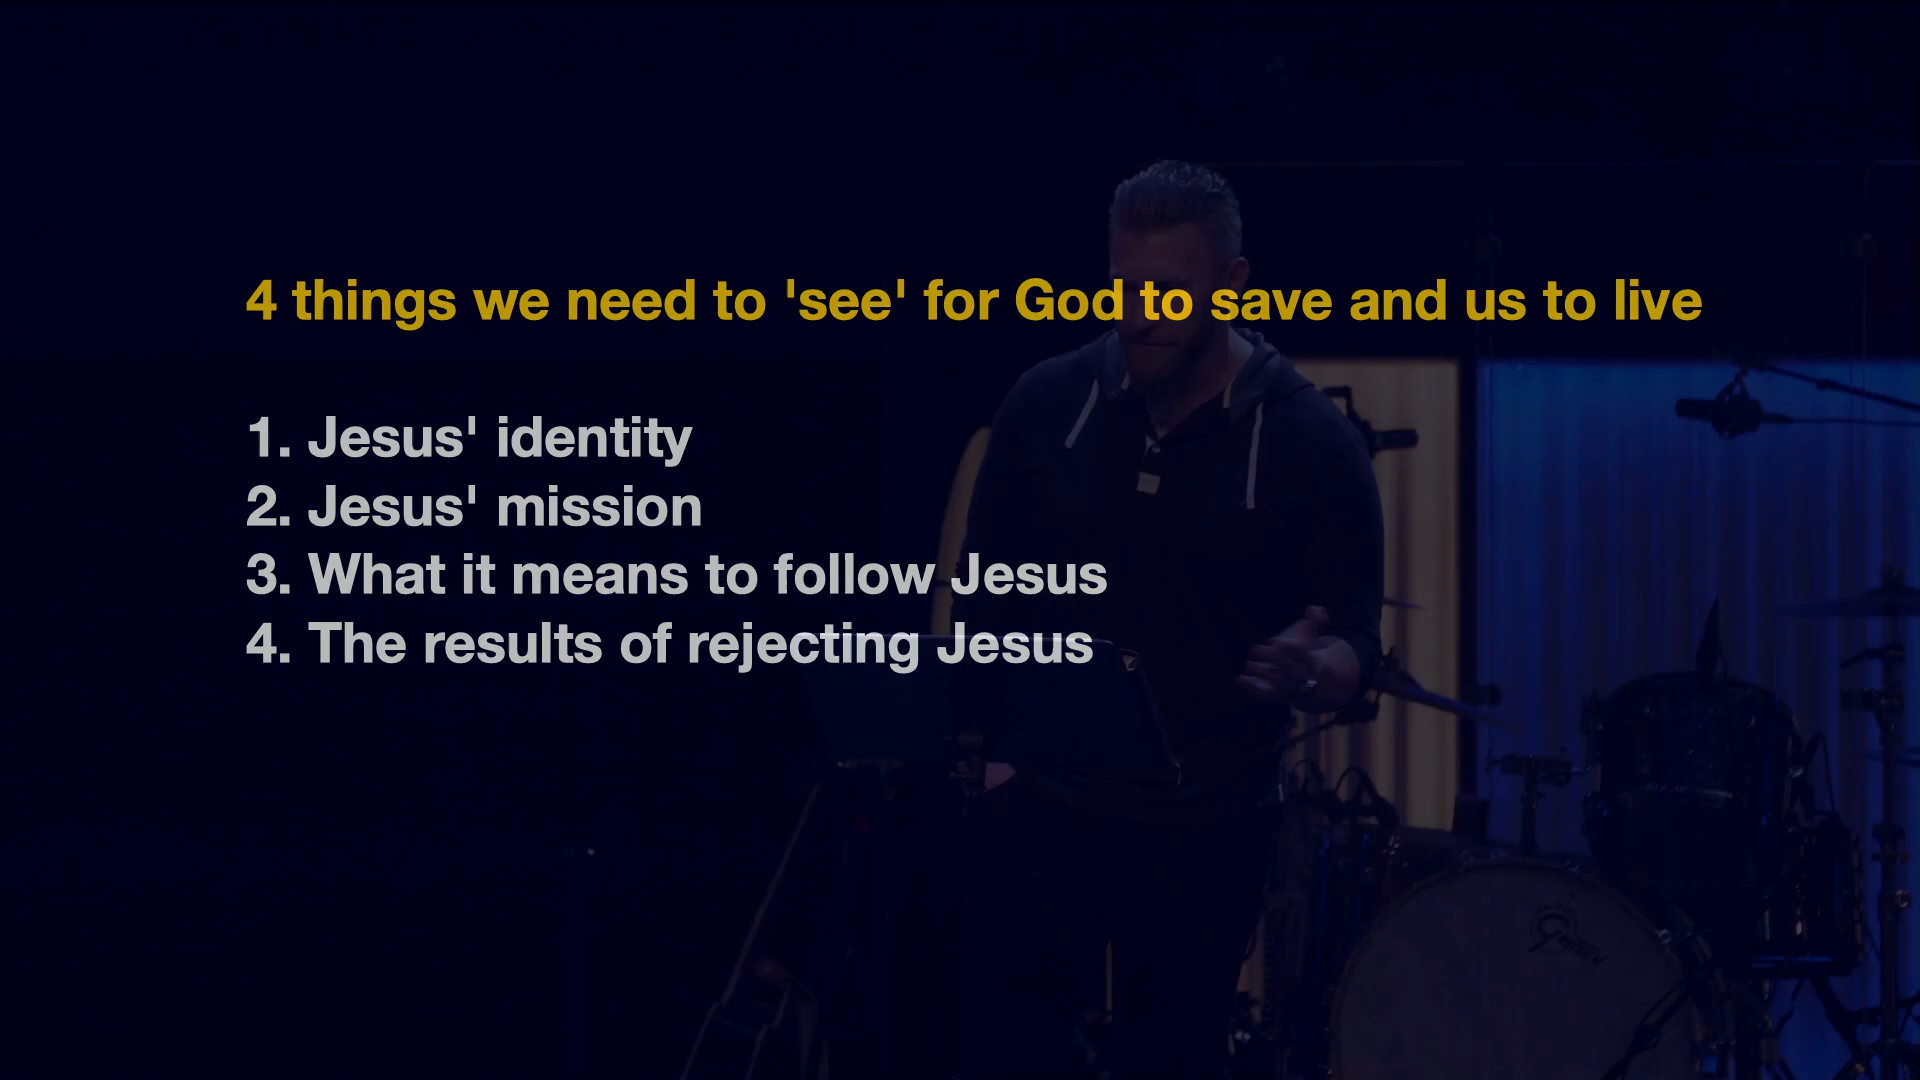 4 things we need to 'see' for God to save and us to live
1. Jesus' identity
2. Jesus' mission
3. What it means to follow Jesus
4. The results of rejecting Jesus
Gretsch